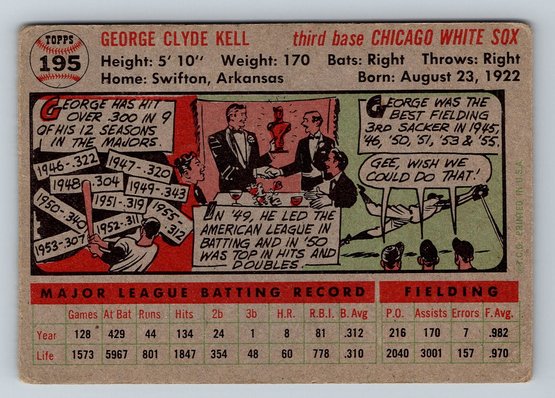 TOPPS
195
GEORGE CLYDE KELL third base CHICAGO WHITE SOX
Height: 5' 10" Weight: 170 Bats: Right Throws: Right
Home: Swifton, Arkansas Born: August 23, 1922
GEORGE HAS HIT
OVER .300 IN 9
OF HIS 12 SEASONS
IN THE MAJORS
1946-.322
1947-.320
1948-.304
1949-.343
1950-.340
1951-.319
1952-.311
1953-.307
1955-.312
IN '49, HE LED THE
AMERICAN LEAGUE IN
BATTING AND IN '50
WAS TOP IN HITS AND
DOUBLES.
GEORGE WAS THE
BEST FIELDING
3RD SACKER IN 1945,
'46, '50, '51, '53 & '55.
GEE, WISH WE
COULD DO THAT!
T.C.G. PRINTED IN U.S.A.
MAJOR LEAGUE BATTING RECORD FIELDING
Games At Bat Runs Hits 2b 3b H.R. R.B.I. B. Avg P.O. Assists Errors F. Avg.
Year 128 429 44 134 24 1 8 81 .312 216 170 7 .982
Life 1573 5967 801 1847 354 48 60 778 .310 2040 3001 157 .970